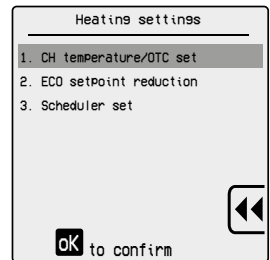 Heating settings
1. CH temperature/OTC set
2. ECO setpoint reduction
3. Scheduler set
OK to confirm